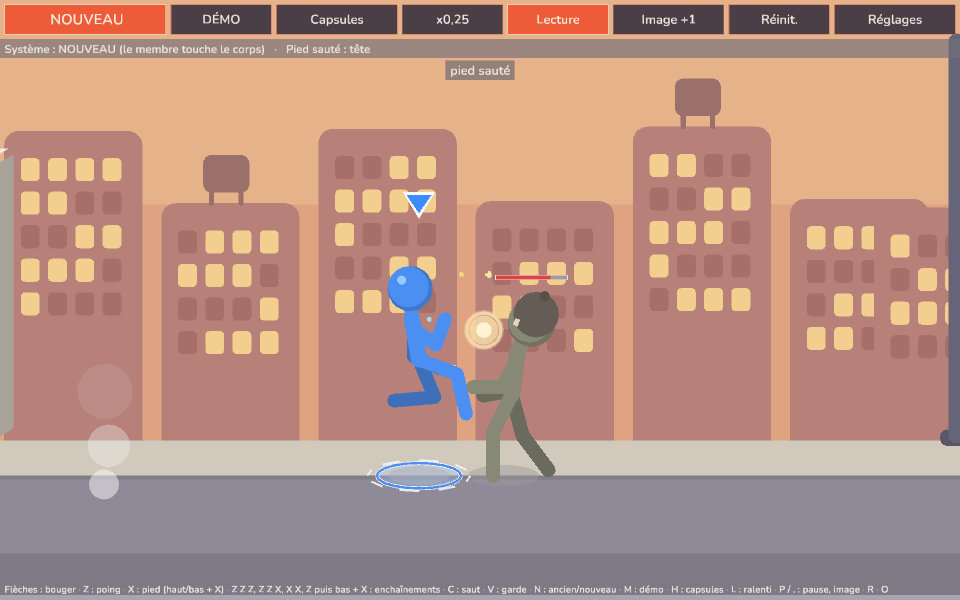 NOUVEAU
DÉMO
Capsules
x0,25
Lecture
Image +1
Réinit.
Réglages
Système : NOUVEAU (le membre touche le corps) · Pied sauté : tête
pied sauté
Flèches : bouger · Z : poing · X : pied (haut/bas + X) · Z Z Z, Z Z X, X X, Z puis bas + X : enchaînements · C : saut · V : garde · N : ancien/nouveau · M : démo · H : capsules · L : ralenti · P / . : pause, image · R · O